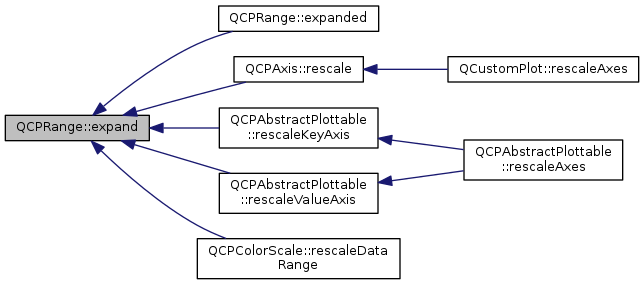 QCPRange::expanded
QCPAxis::rescale
QCustomPlot::rescaleAxes
QCPRange::expand
QCPAbstractPlottable
::rescaleKeyAxis
QCPAbstractPlottable
::rescaleAxes
QCPAbstractPlottable
::rescaleValueAxis
QCPColorScale::rescaleData
Range